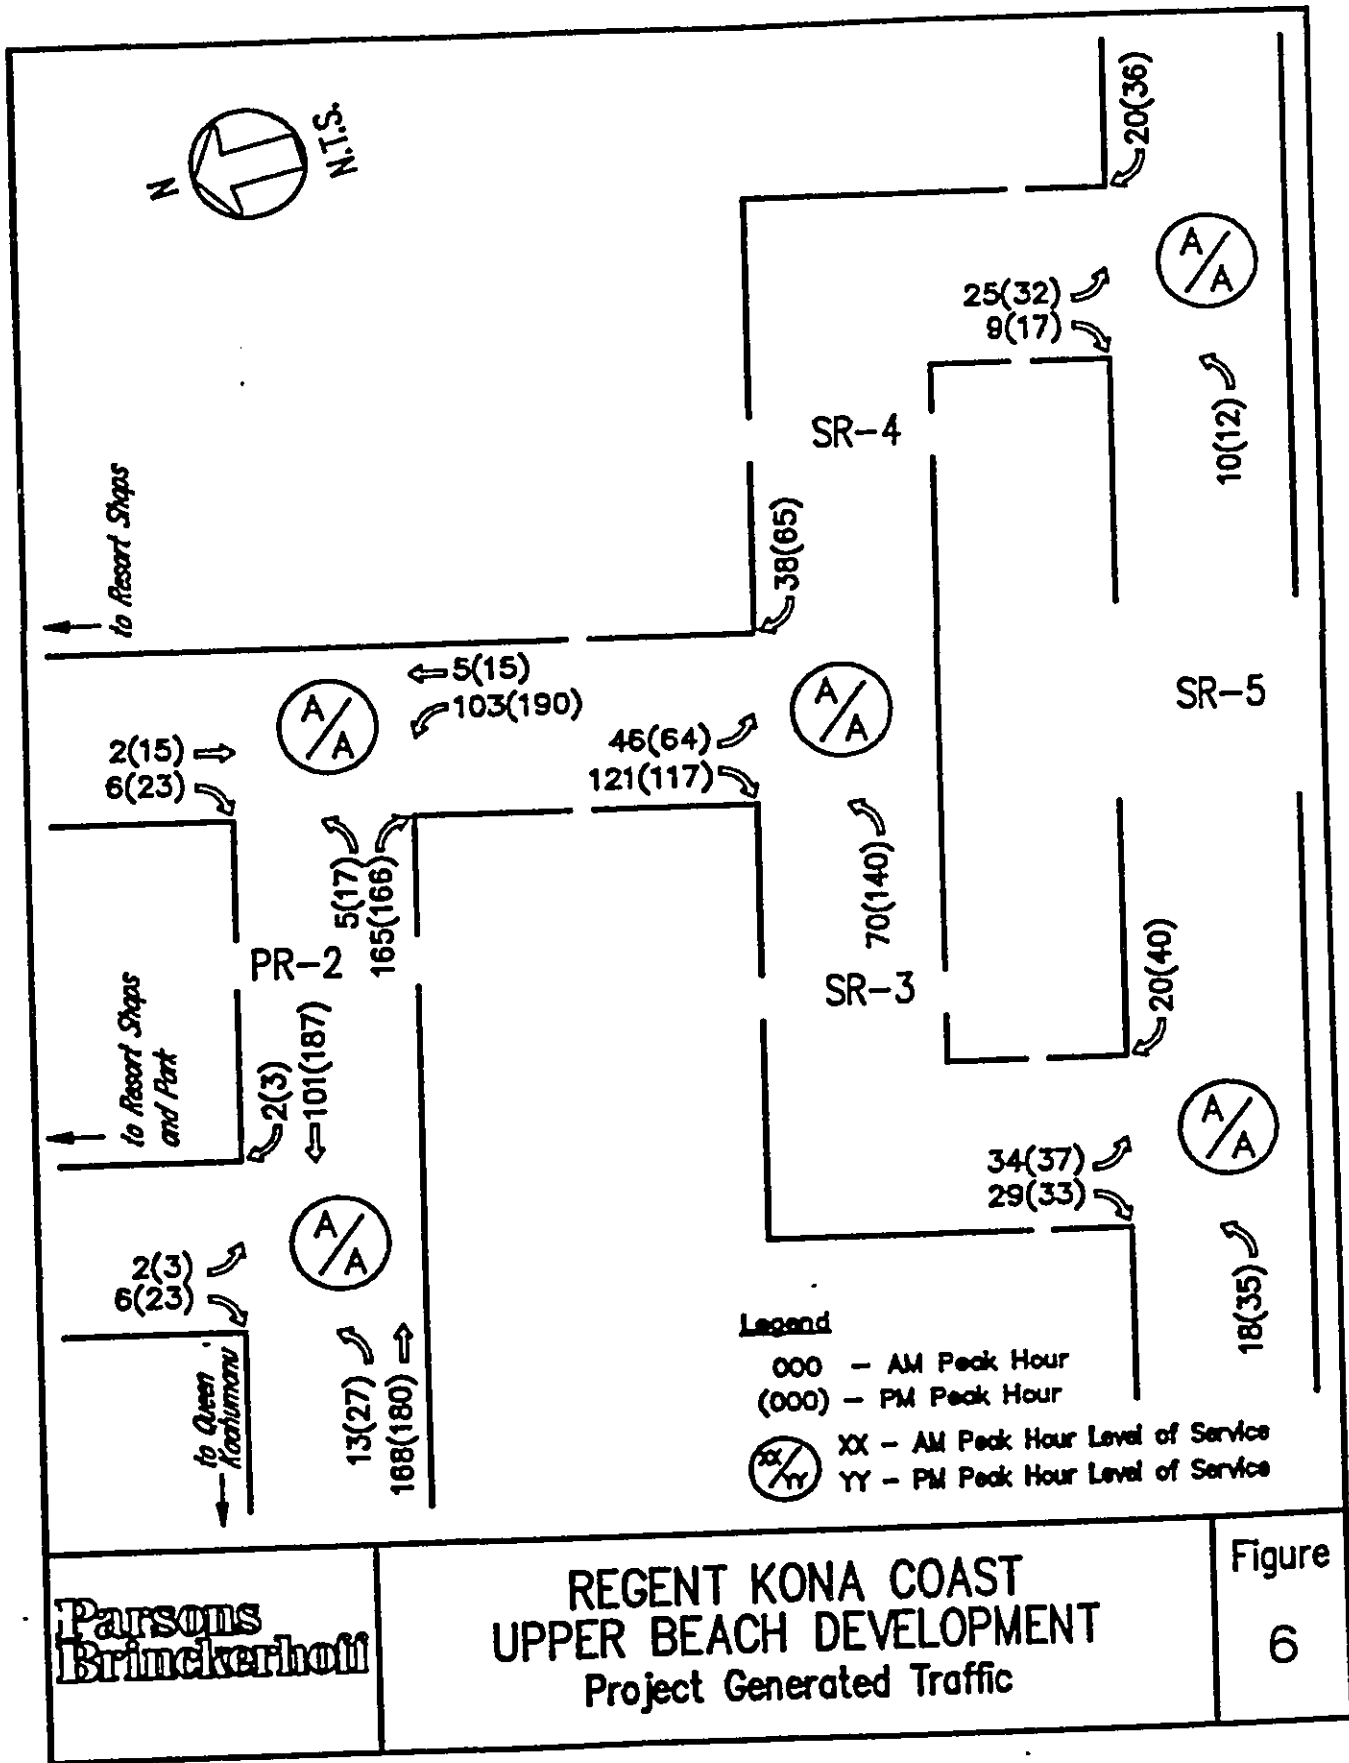 N
N.T.S.
20(36)
A/A
25(32)
9(17)
SR-4
10(12)
to Resort Shops
38(65)
5(15)
103(190)
A/A
A/A
SR-5
2(15)
6(23)
46(64)
121(117)
5(17)
165(166)
70(140)
PR-2
SR-3
to Resort Shops
and Park
2(3)
101(187)
20(40)
A/A
34(37)
29(33)
A/A
2(3)
6(23)
18(35)
to Queen
Kaahumanu
13(27)
168(180)
Legend
000 - AM Peak Hour
(000) - PM Peak Hour
XX/YY
XX - AM Peak Hour Level of Service
YY - PM Peak Hour Level of Service
Parsons
Brinckerhoff
REGENT KONA COAST
UPPER BEACH DEVELOPMENT
Project Generated Traffic
Figure
6